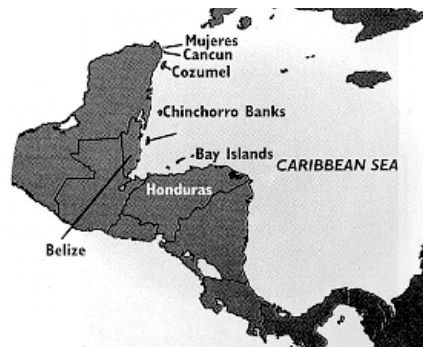 Mujeres
Cancun
Cozumel
Chinchorro Banks
Bay Islands
CARIBBEAN SEA
Honduras
Belize